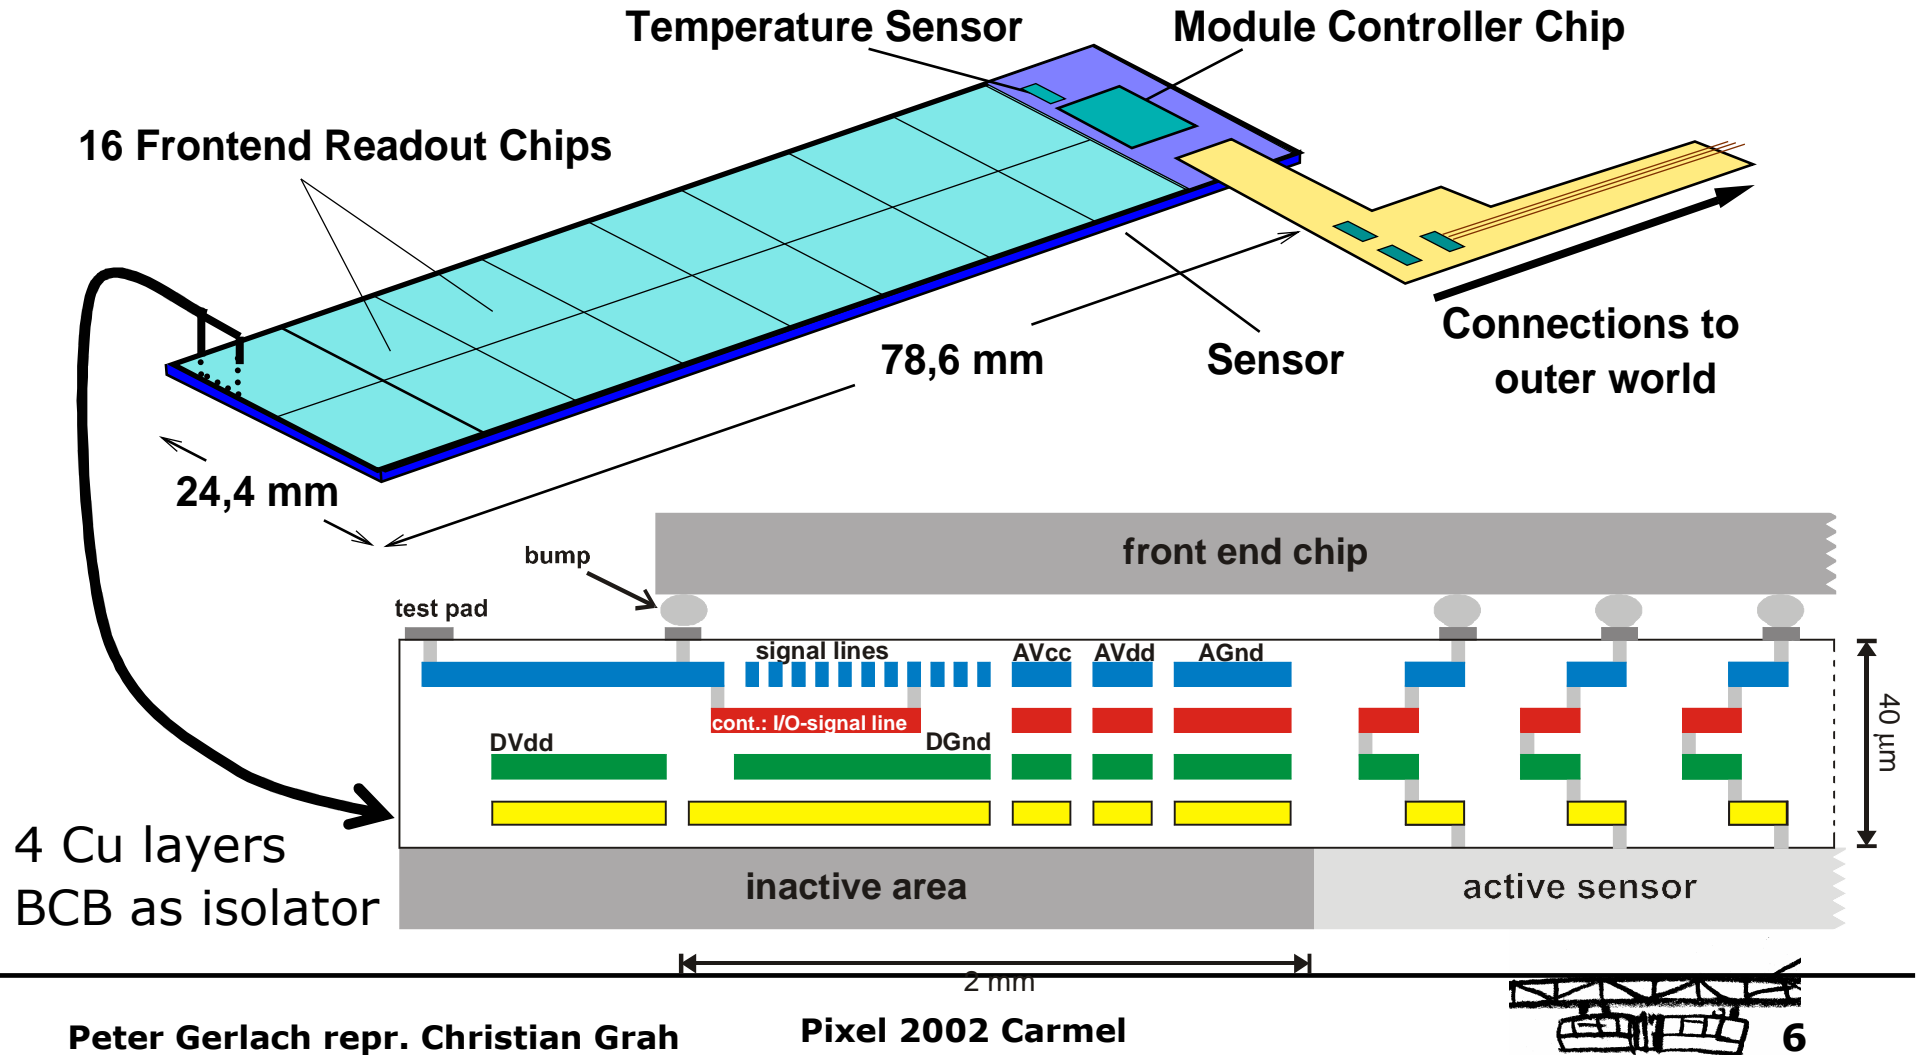 Temperature Sensor
Module Controller Chip
16 Frontend Readout Chips
Connections to
outer world
78,6 mm
Sensor
24,4 mm
bump
front end chip
test pad
signal lines
AVcc
AVdd
AGnd
cont.: I/O-signal line
DVdd
DGnd
40 µm
4 Cu layers
BCB as isolator
inactive area
active sensor
2 mm
Peter Gerlach repr. Christian Grah
Pixel 2002 Carmel
6